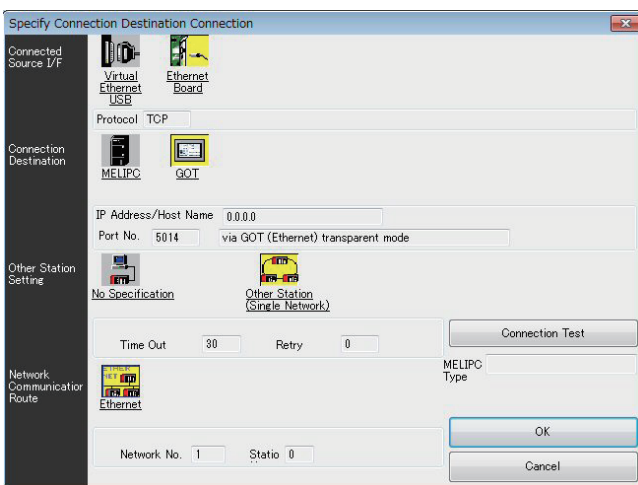 Specify Connection Destination Connection
Connected
Source I/F
Virtual
Ethernet
USB
Ethernet
Board
Protocol TCP
Connection
Destination
MELIPC
GOT
IP Address/Host Name 0.0.0.0
Port No. 5014 via GOT (Ethernet) transparent mode
Other Station
Setting
No Specification
Other Station
(Single Network)
Time Out 30 Retry 0
Connection Test
MELIPC
Type
Network
Communication
Route
Ethernet
Network No. 1 Statio 0
OK
Cancel